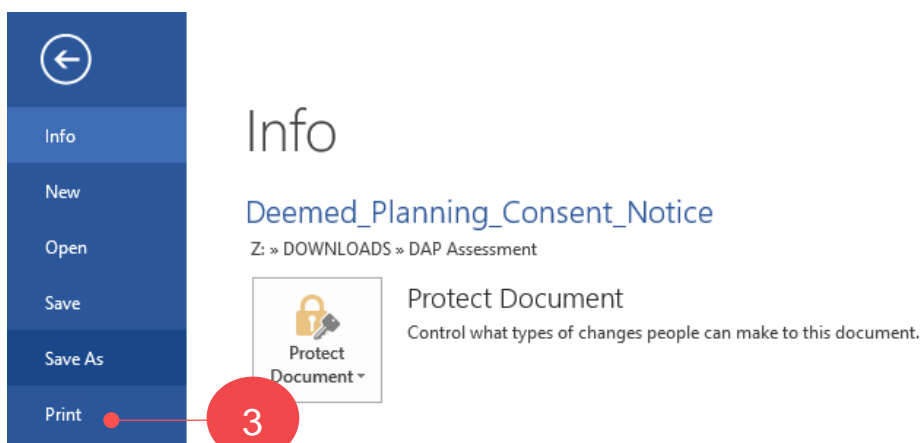 Info
New
Open
Save
Save As
Print
3
Info
Deemed_Planning_Consent_Notice
Z: » DOWNLOADS » DAP Assessment
Protect
Document
Protect Document
Control what types of changes people can make to this document.